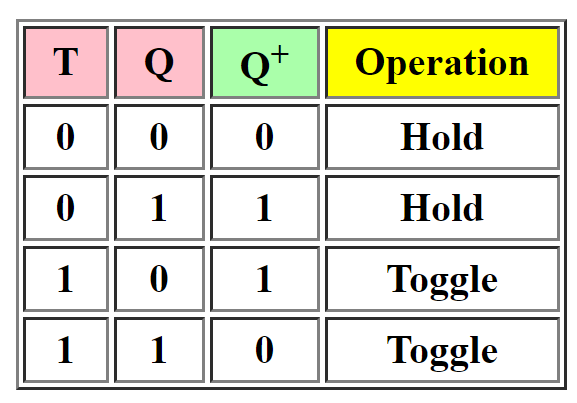 T Q Q⁺ Operation
0 0 0 Hold
0 1 1 Hold
1 0 1 Toggle
1 1 0 Toggle